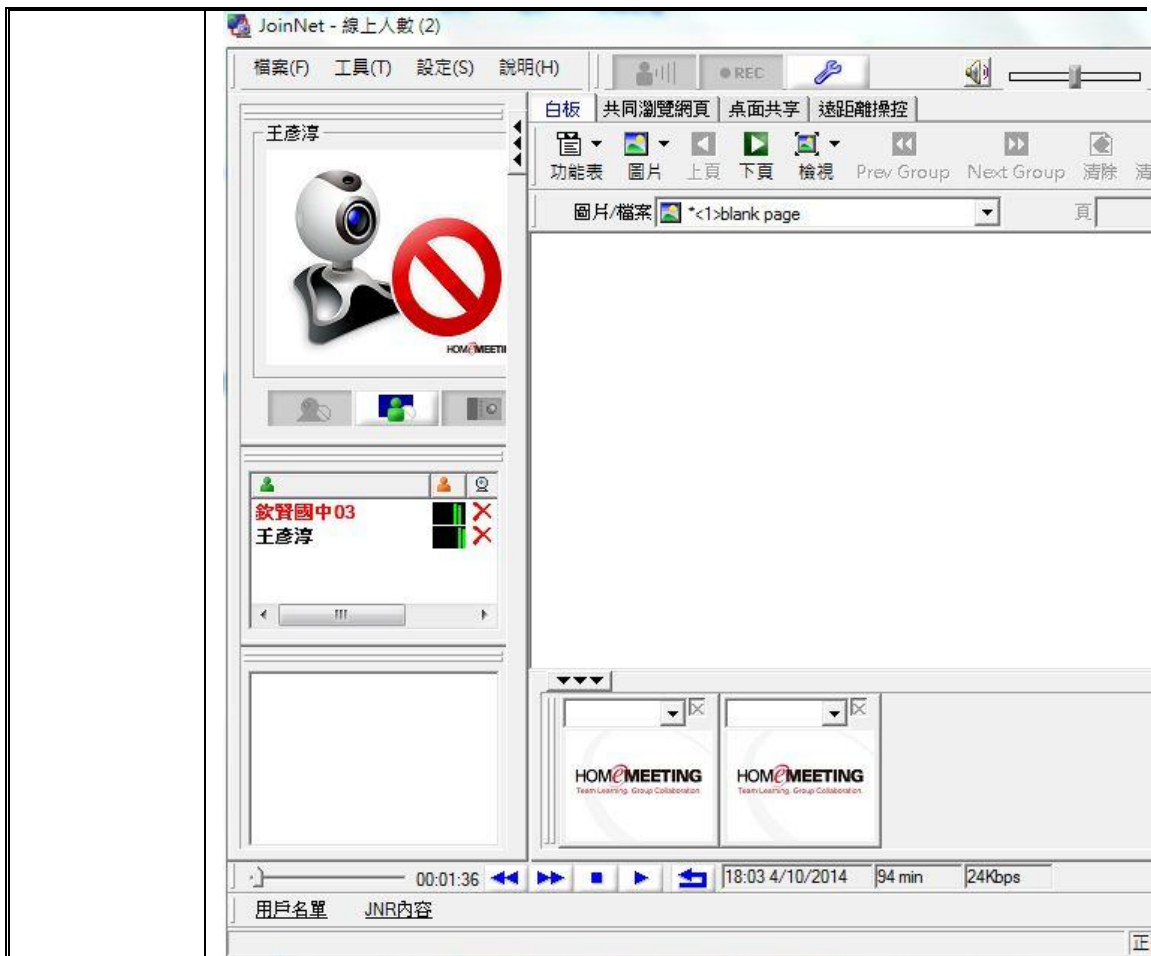 JoinNet - 線上人數 (2)
檔案(F) 工具(T) 設定(S) 說明(H)
REC
白板 共同瀏覽網頁 桌面共享 遠距離操控
王彥淳
功能表 圖片 上頁 下頁 檢視 Prev Group Next Group 清除 清
圖片/檔案 *<1>blank page 頁
HOMEMEETI
欽賢國中03
王彥淳
HOMEMEETING
Team Learning. Group Collaboration.
HOMEMEETING
Team Learning. Group Collaboration.
00:01:36 18:03 4/10/2014 94 min 24Kbps
用戶名單 JNR內容
正